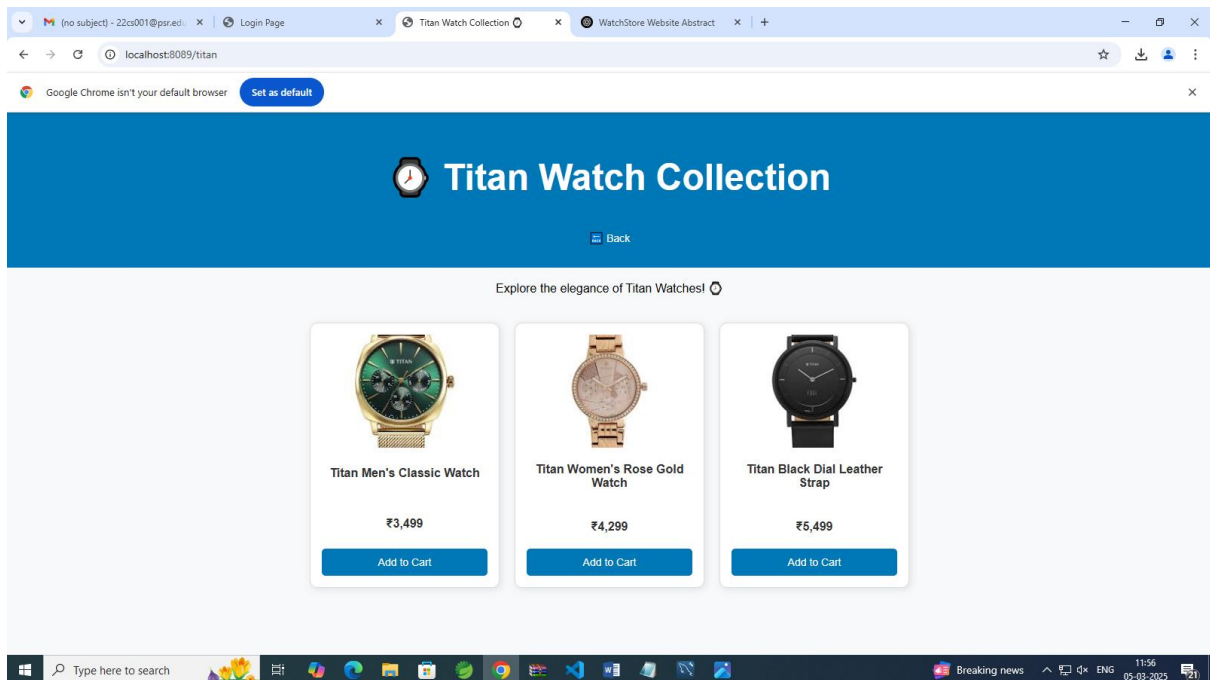 (no subject) - 22cs001@psr.edu
Login Page
Titan Watch Collection
WatchStore Website Abstract
localhost:8089/titan
Google Chrome isn't your default browser
Set as default
Titan Watch Collection
BACK
Back
Explore the elegance of Titan Watches!
TITAN
TITAN
Titan Men's Classic Watch
Titan Women's Rose Gold
Watch
Titan Black Dial Leather
Strap
₹3,499
₹4,299
₹5,499
Add to Cart
Add to Cart
Add to Cart
Type here to search
Breaking news
ENG
11:56
05-03-2025
21